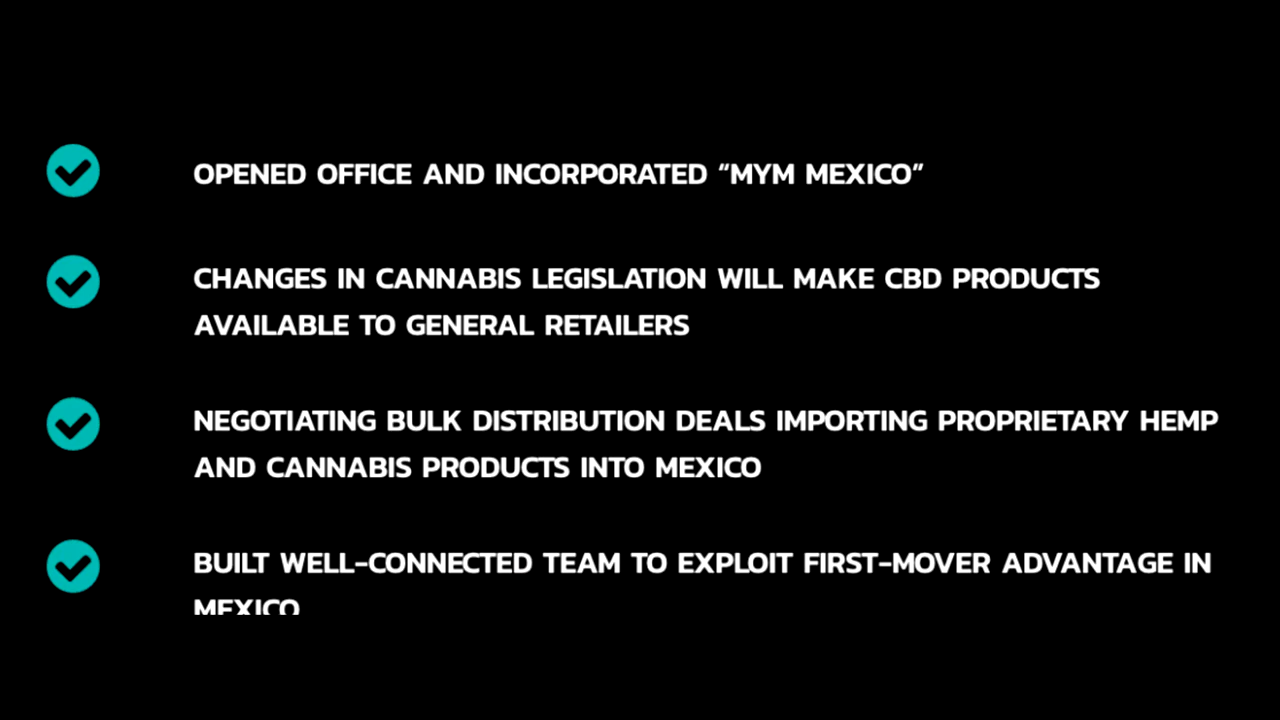 OPENED OFFICE AND INCORPORATED “MYM MEXICO”
CHANGES IN CANNABIS LEGISLATION WILL MAKE CBD PRODUCTS
AVAILABLE TO GENERAL RETAILERS
NEGOTIATING BULK DISTRIBUTION DEALS IMPORTING PROPRIETARY HEMP
AND CANNABIS PRODUCTS INTO MEXICO
BUILT WELL-CONNECTED TEAM TO EXPLOIT FIRST-MOVER ADVANTAGE IN
MEXICO